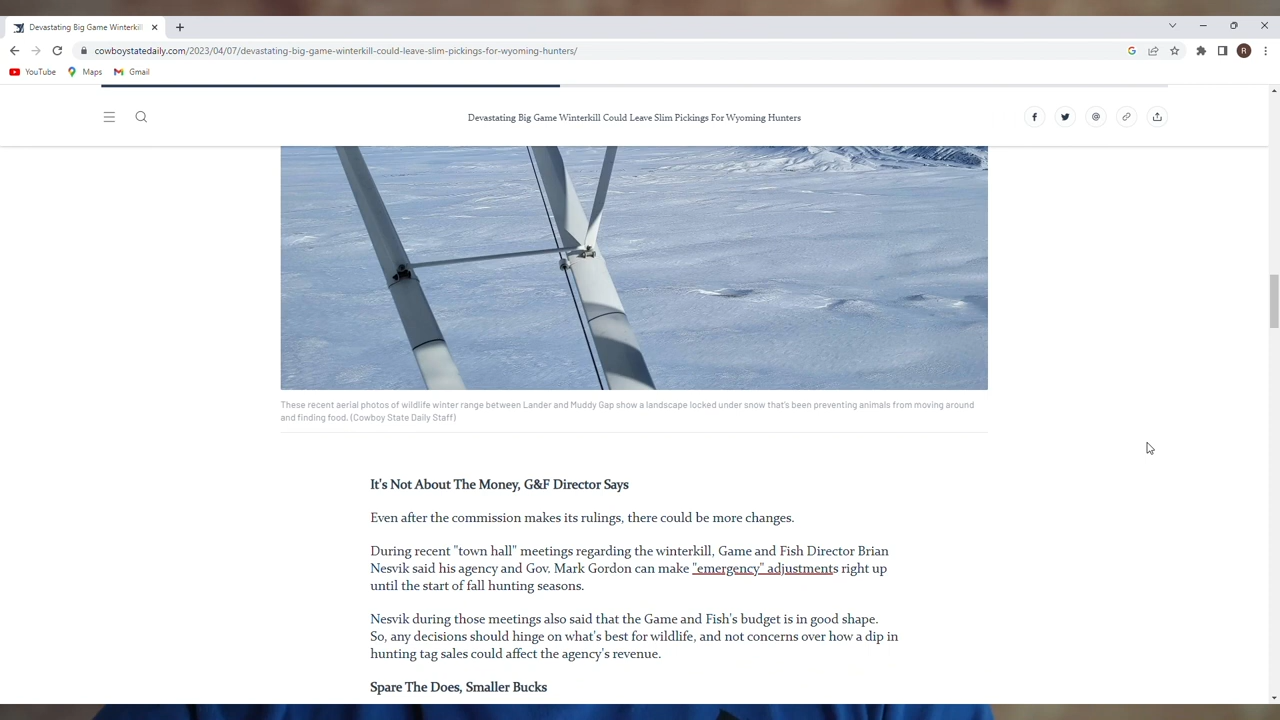 Devastating Big Game Winterkil
cowboystatedaily.com/2023/04/07/devastating-big-game-winterkill-could-leave-slim-pickings-for-wyoming-hunters/
G
R
YouTube
Maps
Gmail
Devastating Big Game Winterkill Could Leave Slim Pickings For Wyoming Hunters
These recent aerial photos of wildlife winter range between Lander and Muddy Gap show a landscape locked under snow that's been preventing animals from moving around
and finding food. (Cowboy State Daily Staff)
It's Not About The Money, G&F Director Says
Even after the commission makes its rulings, there could be more changes.
During recent "town hall" meetings regarding the winterkill, Game and Fish Director Brian
Nesvik said his agency and Gov. Mark Gordon can make "emergency" adjustments right up
until the start of fall hunting seasons.
Nesvik during those meetings also said that the Game and Fish's budget is in good shape.
So, any decisions should hinge on what's best for wildlife, and not concerns over how a dip in
hunting tag sales could affect the agency's revenue.
Spare The Does, Smaller Bucks